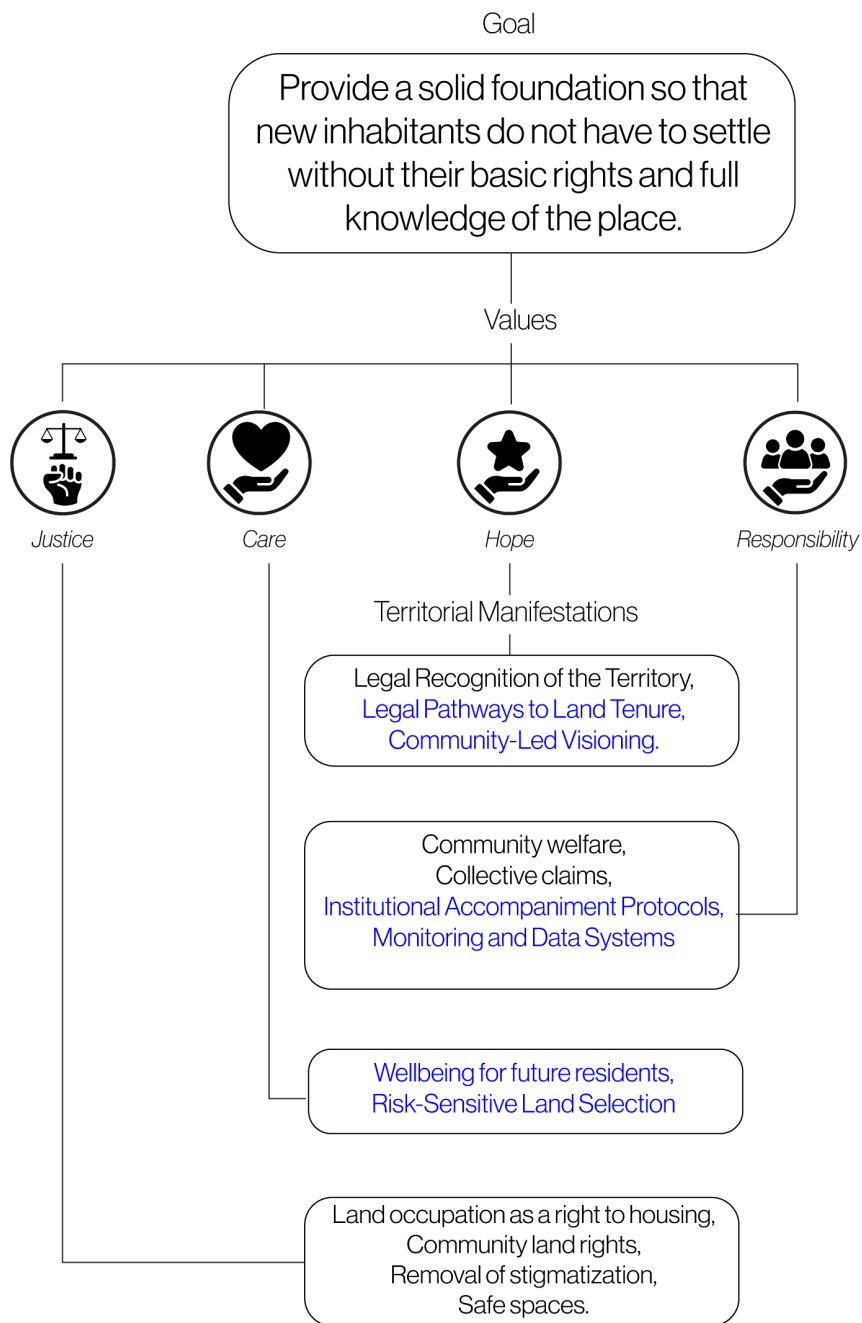 Goal
Provide a solid foundation so that
new inhabitants do not have to settle
without their basic rights and full
knowledge of the place.
Values
Justice
Care
Hope
Responsibility
Territorial Manifestations
Legal Recognition of the Territory,
Legal Pathways to Land Tenure,
Community-Led Visioning.
Community welfare,
Collective claims,
Institutional Accompaniment Protocols,
Monitoring and Data Systems
Wellbeing for future residents,
Risk-Sensitive Land Selection
Land occupation as a right to housing,
Community land rights,
Removal of stigmatization,
Safe spaces.